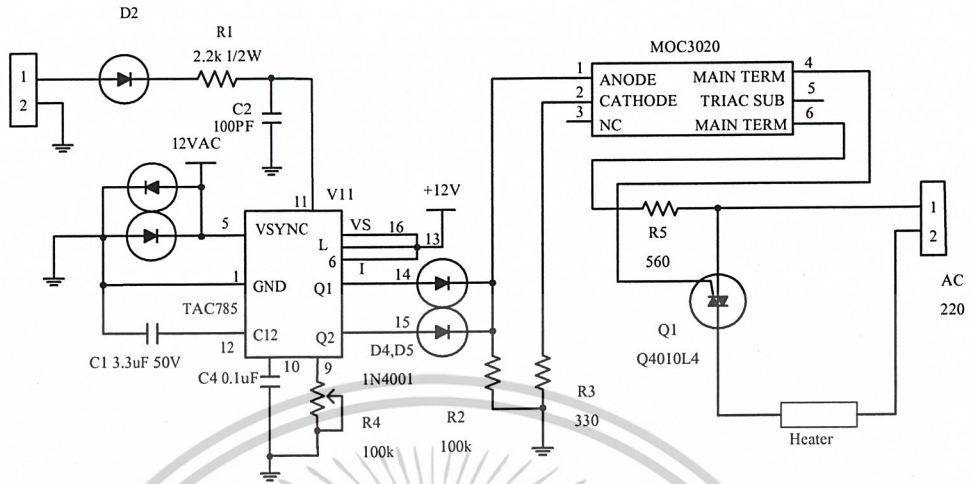 D2
R1
2.2k 1/2W
1
2
C2
100PF
12VAC
11
V11
5
VSYNC
VS
16
+12V
L
13
6
I
1
GND
Q1
14
TAC785
C12
12
Q2
15
C1 3.3uF 50V
10
C4 0.1uF
9
D4,D5
1N4001
R4
100k
R2
100k
R3
330
MOC3020
1
ANODE
MAIN TERM
4
2
CATHODE
TRIAC SUB
5
3
NC
MAIN TERM
6
R5
560
1
2
AC
220
Q1
Q4010L4
Heater